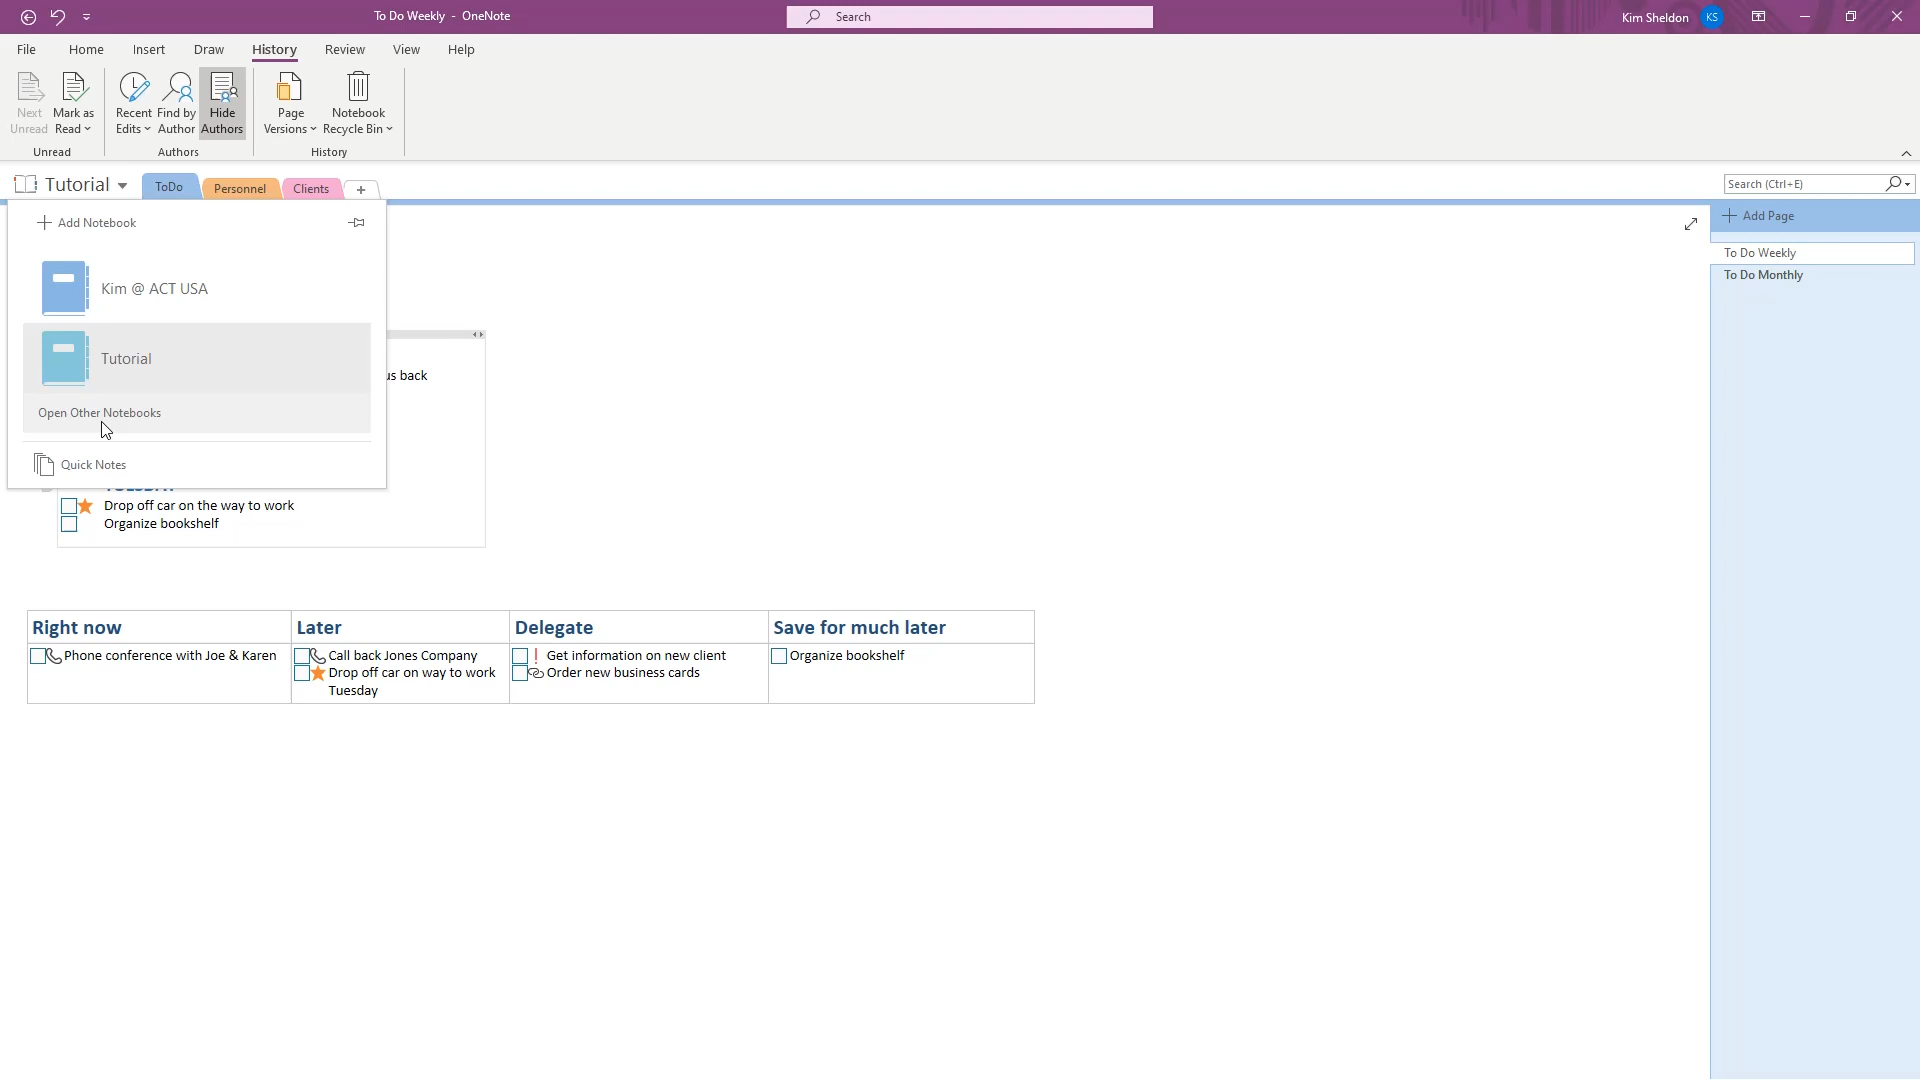 To Do Weekly - OneNote
Search
Kim Sheldon
KS
File Home Insert Draw History Review View Help
Next Unread
Mark as Read
Recent Edits
Find by Author
Hide Authors
Page Versions
Notebook Recycle Bin
Unread
Authors
History
Tutorial
ToDo
Personnel
Clients
+
Search (Ctrl+E)
Add Notebook
Kim @ ACT USA
Tutorial
Open Other Notebooks
Quick Notes
Add Page
To Do Weekly
To Do Monthly
us back
Drop off car on the way to work
Organize bookshelf
Right now
Later
Delegate
Save for much later
Phone conference with Joe & Karen
Call back Jones Company
Drop off car on way to work
Tuesday
Get information on new client
Order new business cards
Organize bookshelf